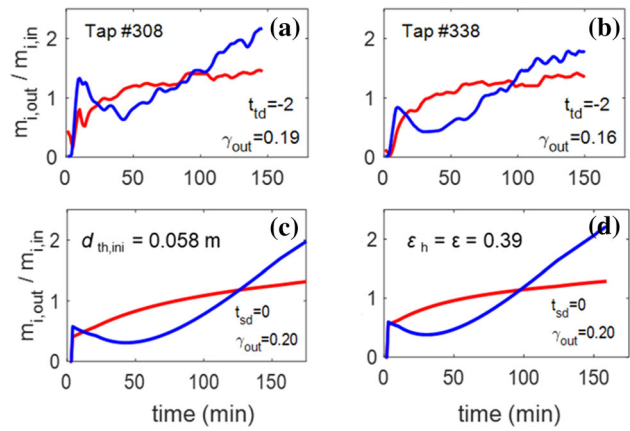 Tap #308 (a)
m_i,out / m_i,in
2
1
0
t_td=-2
γ_out=0.19
0 50 100 150
Tap #338 (b)
2
1
0
t_td=-2
γ_out=0.16
0 50 100 150
(c)
d_th,ini = 0.058 m
m_i,out / m_i,in
2
1
0
t_sd=0
γ_out=0.20
0 50 100 150
time (min)
(d)
ε_h = ε = 0.39
2
1
0
t_sd=0
γ_out=0.20
0 50 100 150
time (min)